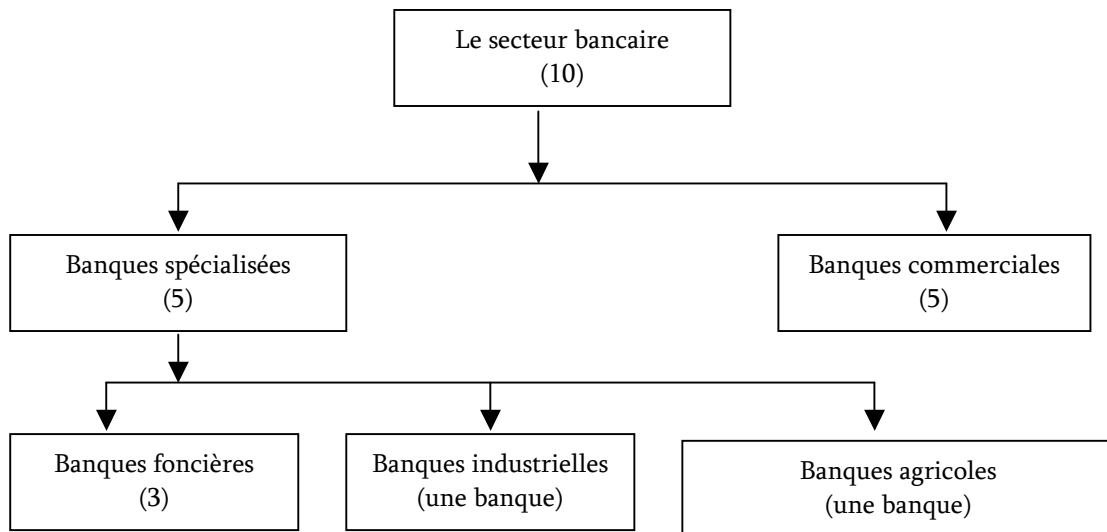 Le secteur bancaire
(10)
Banques spécialisées
(5)
Banques commerciales
(5)
Banques foncières
(3)
Banques industrielles
(une banque)
Banques agricoles
(une banque)